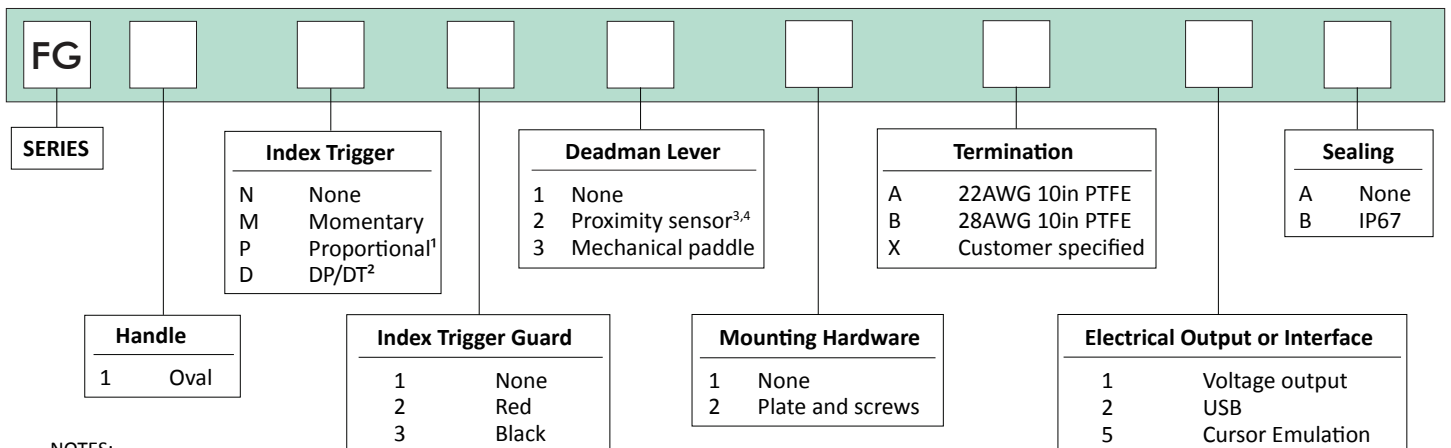 FG
SERIES
Index Trigger
N None
M Momentary
P Proportional¹
D DP/DT²
Deadman Lever
1 None
2 Proximity sensor³,⁴
3 Mechanical paddle
Termination
A 22AWG 10in PTFE
B 28AWG 10in PTFE
X Customer specified
Sealing
A None
B IP67
Handle
1 Oval
Index Trigger Guard
1 None
2 Red
3 Black
Mounting Hardware
1 None
2 Plate and screws
Electrical Output or Interface
1 Voltage output
2 USB
5 Cursor Emulation
NOTES: